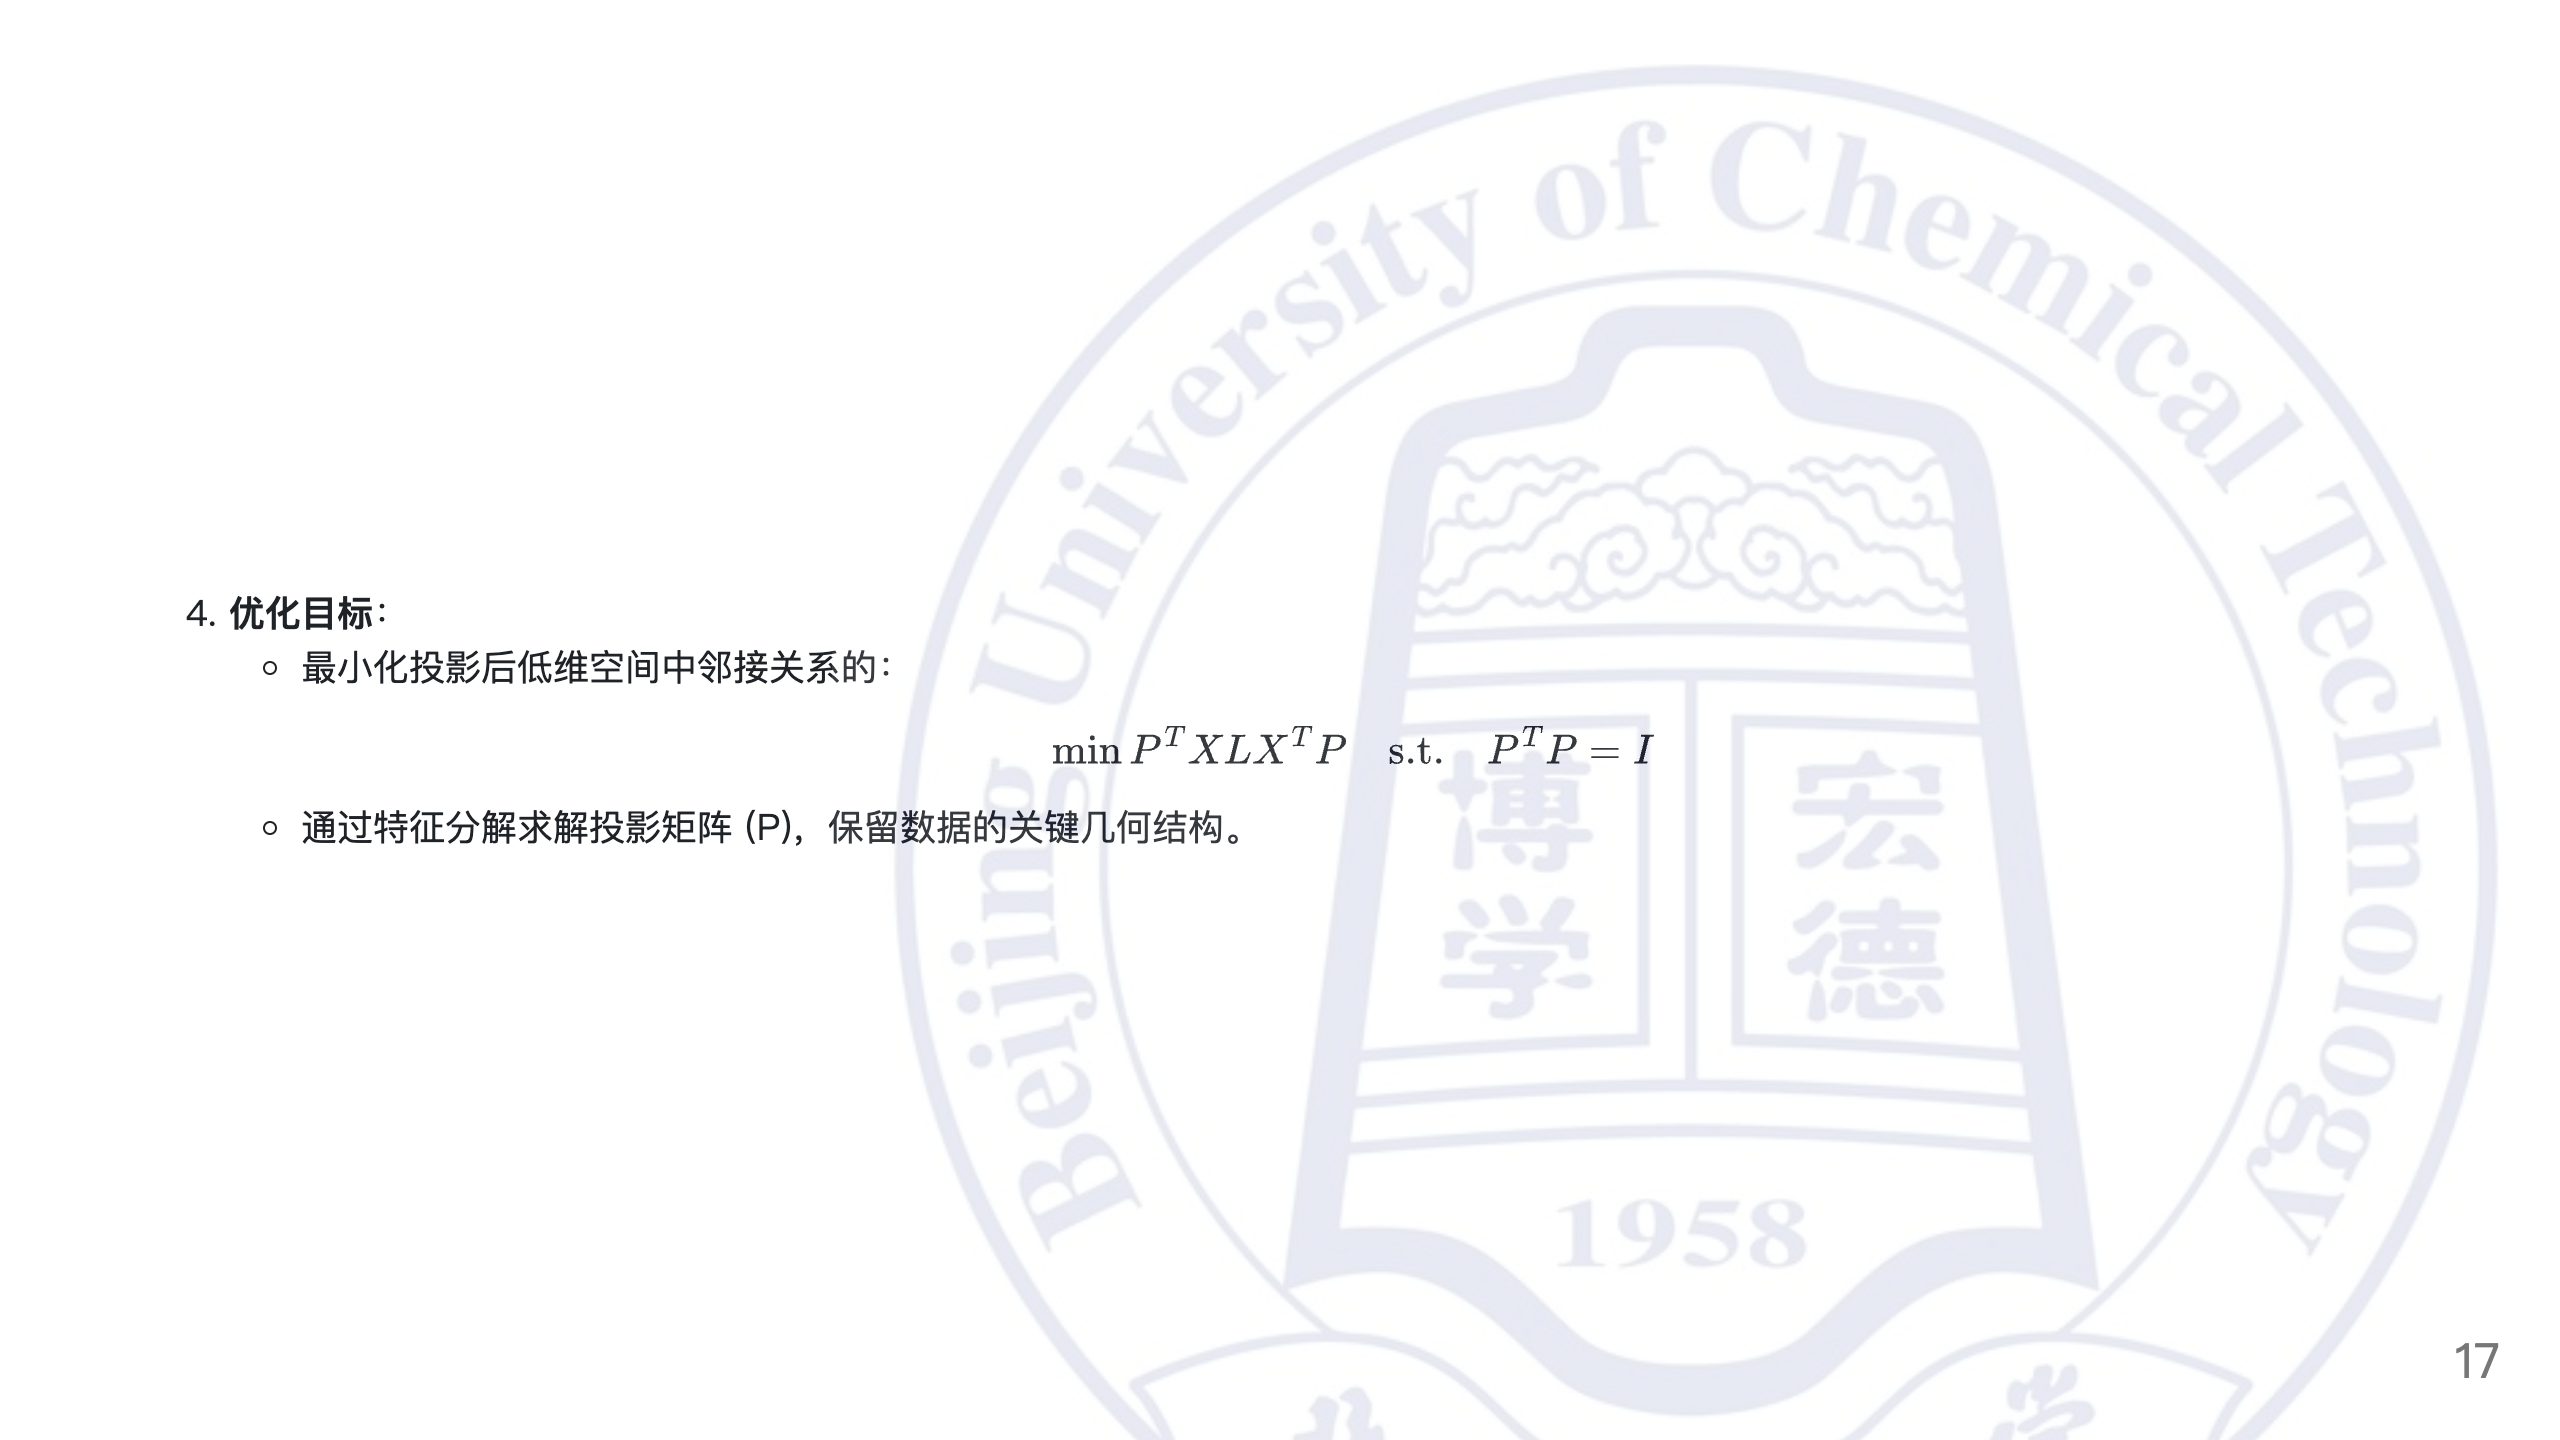 Beijing University of Chemical Technology
4. 优化目标：
○ 最小化投影后低维空间中邻接关系的：
min P^T X L X^T P s.t. P^T P = I
○ 通过特征分解求解投影矩阵 (P)，保留数据的关键几何结构。
博学 宏德
1958
17